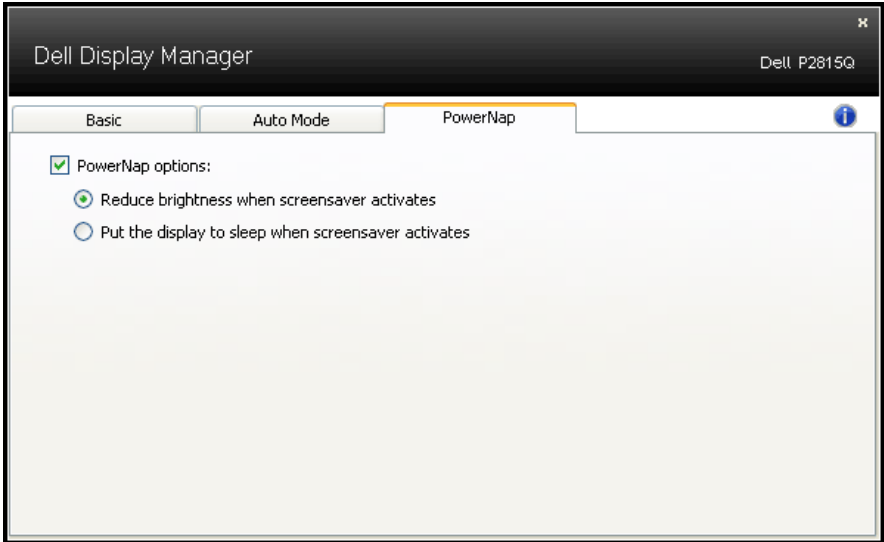 Dell Display Manager
Dell P2815Q
Basic Auto Mode PowerNap
PowerNap options:
Reduce brightness when screensaver activates
Put the display to sleep when screensaver activates